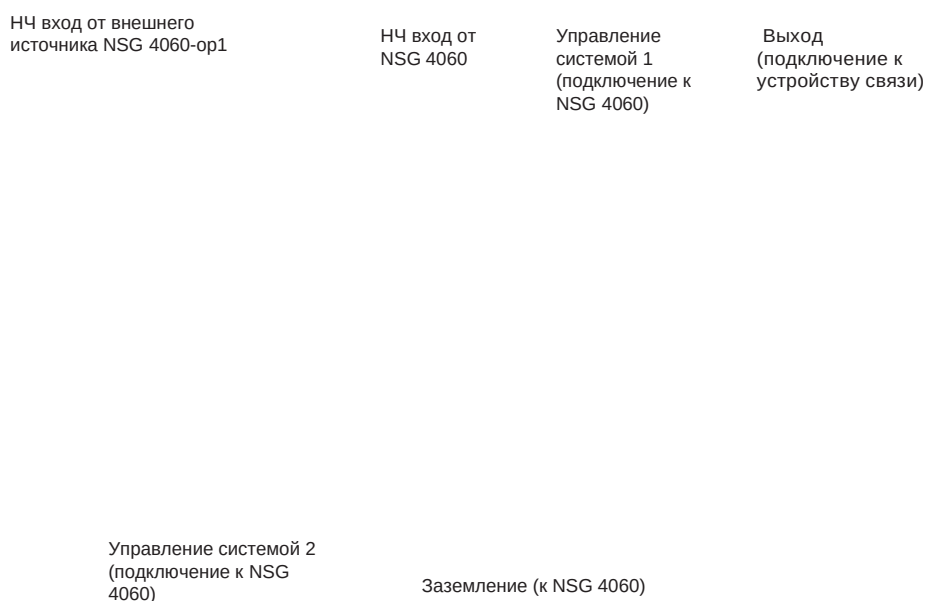 НЧ вход от внешнего
источника NSG 4060-op1
НЧ вход от
NSG 4060
Управление
системой 1
(подключение к
NSG 4060)
Выход
(подключение к
устройству связи)
Управление системой 2
(подключение к NSG
4060)
Заземление (к NSG 4060)